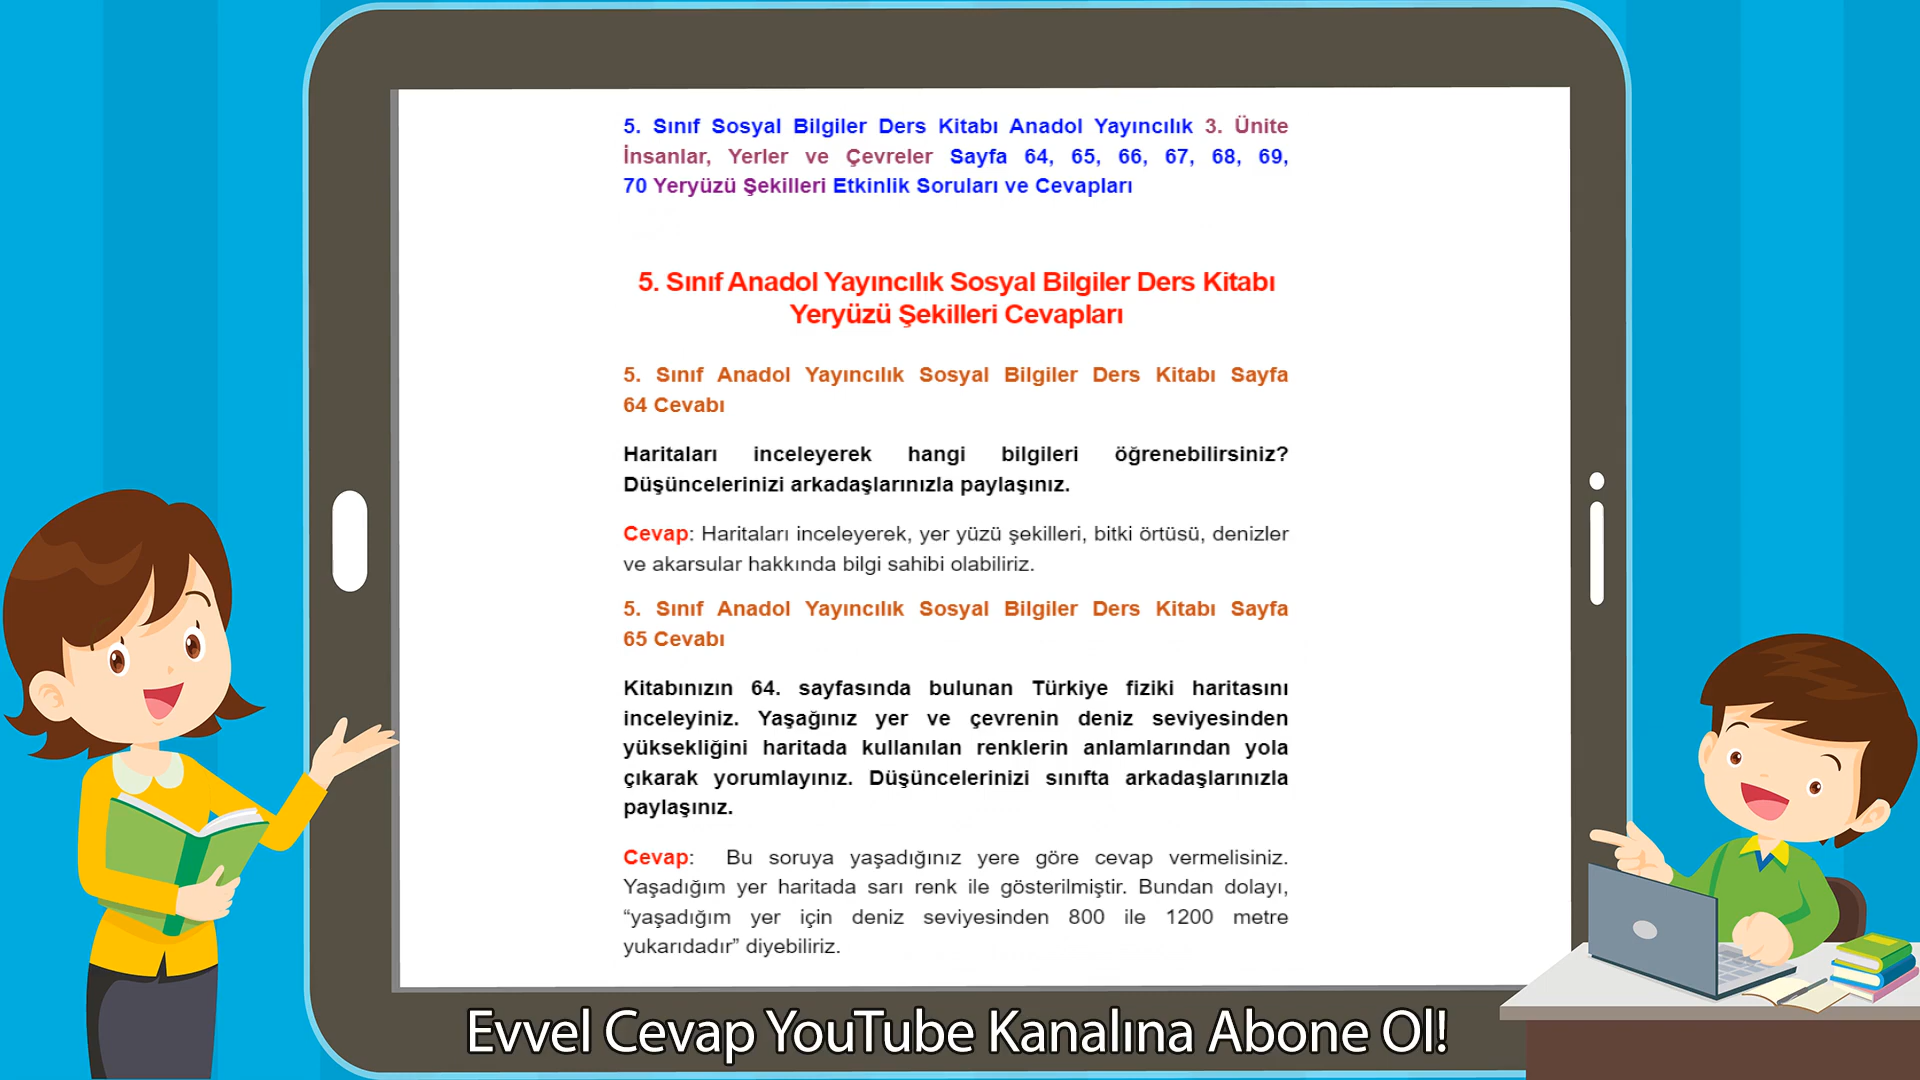 5. Sınıf Sosyal Bilgiler Ders Kitabı Anadol Yayıncılık 3. Ünite
İnsanlar, Yerler ve Çevreler Sayfa 64, 65, 66, 67, 68, 69,
70 Yeryüzü Şekilleri Etkinlik Soruları ve Cevapları
5. Sınıf Anadol Yayıncılık Sosyal Bilgiler Ders Kitabı
Yeryüzü Şekilleri Cevapları
5. Sınıf Anadol Yayıncılık Sosyal Bilgiler Ders Kitabı Sayfa
64 Cevabı
Haritaları inceleyerek hangi bilgileri öğrenebilirsiniz?
Düşüncelerinizi arkadaşlarınızla paylaşınız.
Cevap: Haritaları inceleyerek, yer yüzü şekilleri, bitki örtüsü, denizler
ve akarsular hakkında bilgi sahibi olabiliriz.
5. Sınıf Anadol Yayıncılık Sosyal Bilgiler Ders Kitabı Sayfa
65 Cevabı
Kitabınızın 64. sayfasında bulunan Türkiye fiziki haritasını
inceleyiniz. Yaşağınız yer ve çevrenin deniz seviyesinden
yüksekliğini haritada kullanılan renklerin anlamlarından yola
çıkarak yorumlayınız. Düşüncelerinizi sınıfta arkadaşlarınızla
paylaşınız.
Cevap: Bu soruya yaşadığınız yere göre cevap vermelisiniz.
Yaşadığım yer haritada sarı renk ile gösterilmiştir. Bundan dolayı,
“yaşadığım yer için deniz seviyesinden 800 ile 1200 metre
yukarıdadır” diyebiliriz.
Evvel Cevap YouTube Kanalına Abone Ol!